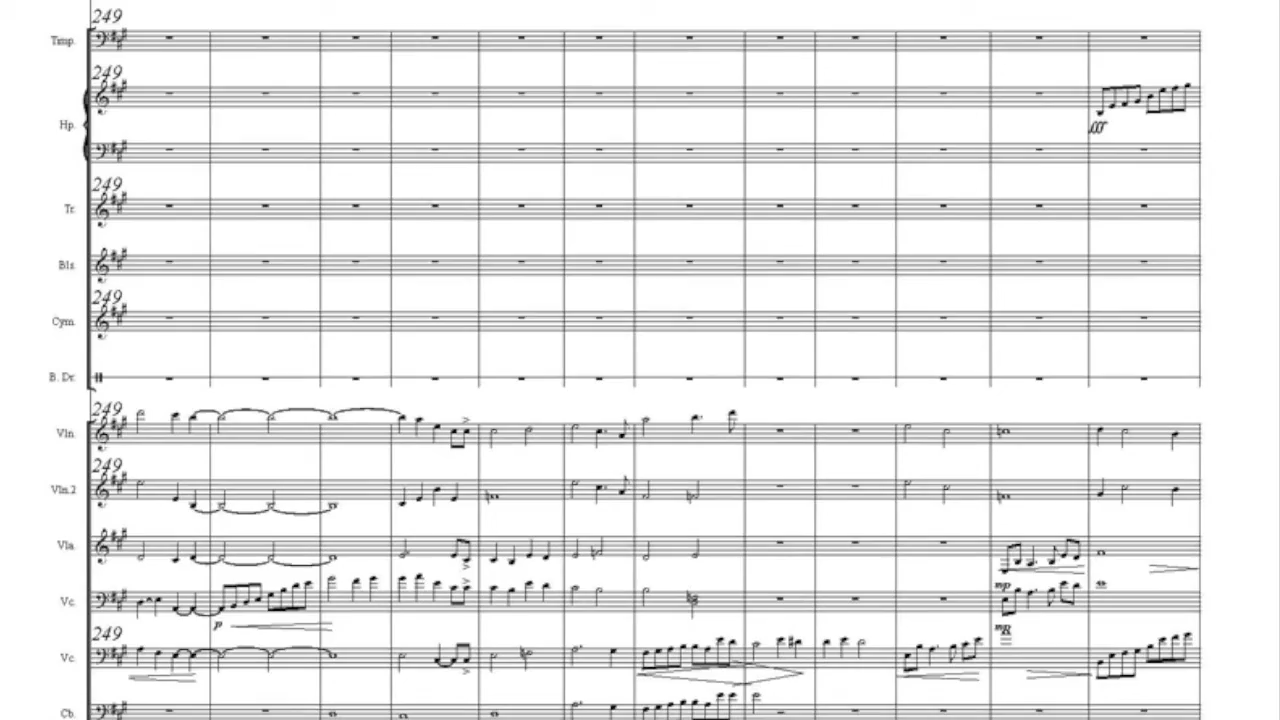 249
Timp.
249
Hp.
249
Tr.
Bls.
249
Cym.
B. Dr.
249
Vln.
249
Vln.2
Vla.
Vc.
mp
p
249
mp
Vc.
Cb.